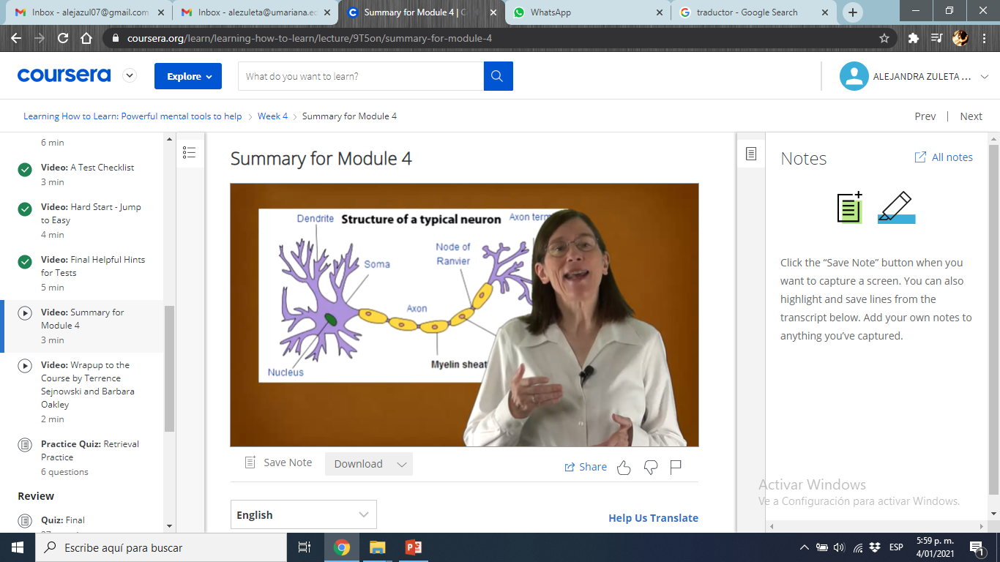 Inbox - alejazul07@gmail.com
Inbox - alezuleta@umariana.ec
Summary for Module 4 |
WhatsApp
traductor - Google Search
coursera.org/learn/learning-how-to-learn/lecture/9T5on/summary-for-module-4
coursera
Explore
What do you want to learn?
ALEJANDRA ZULETA ...
Learning How to Learn: Powerful mental tools to help
Week 4
Summary for Module 4
Prev | Next
6 min
Video: A Test Checklist
3 min
Video: Hard Start - Jump
to Easy
4 min
Video: Final Helpful Hints
for Tests
5 min
Video: Summary for
Module 4
3 min
Video: Wrapup to the
Course by Terrence
Sejnowski and Barbara
Oakley
2 min
Practice Quiz: Retrieval
Practice
6 questions
Review
Quiz: Final
Summary for Module 4
Dendrite
Structure of a typical neuron
Axon term
Node of
Ranvier
Soma
Axon
Myelin sheat
Nucleus
Save Note
Download
Share
English
Help Us Translate
Notes
All notes
Click the “Save Note” button when you
want to capture a screen. You can also
highlight and save lines from the
transcript below. Add your own notes to
anything you’ve captured.
Activar Windows
Ve a Configuración para activar Windows.
Escribe aquí para buscar
ESP
5:59 p. m.
4/01/2021
1